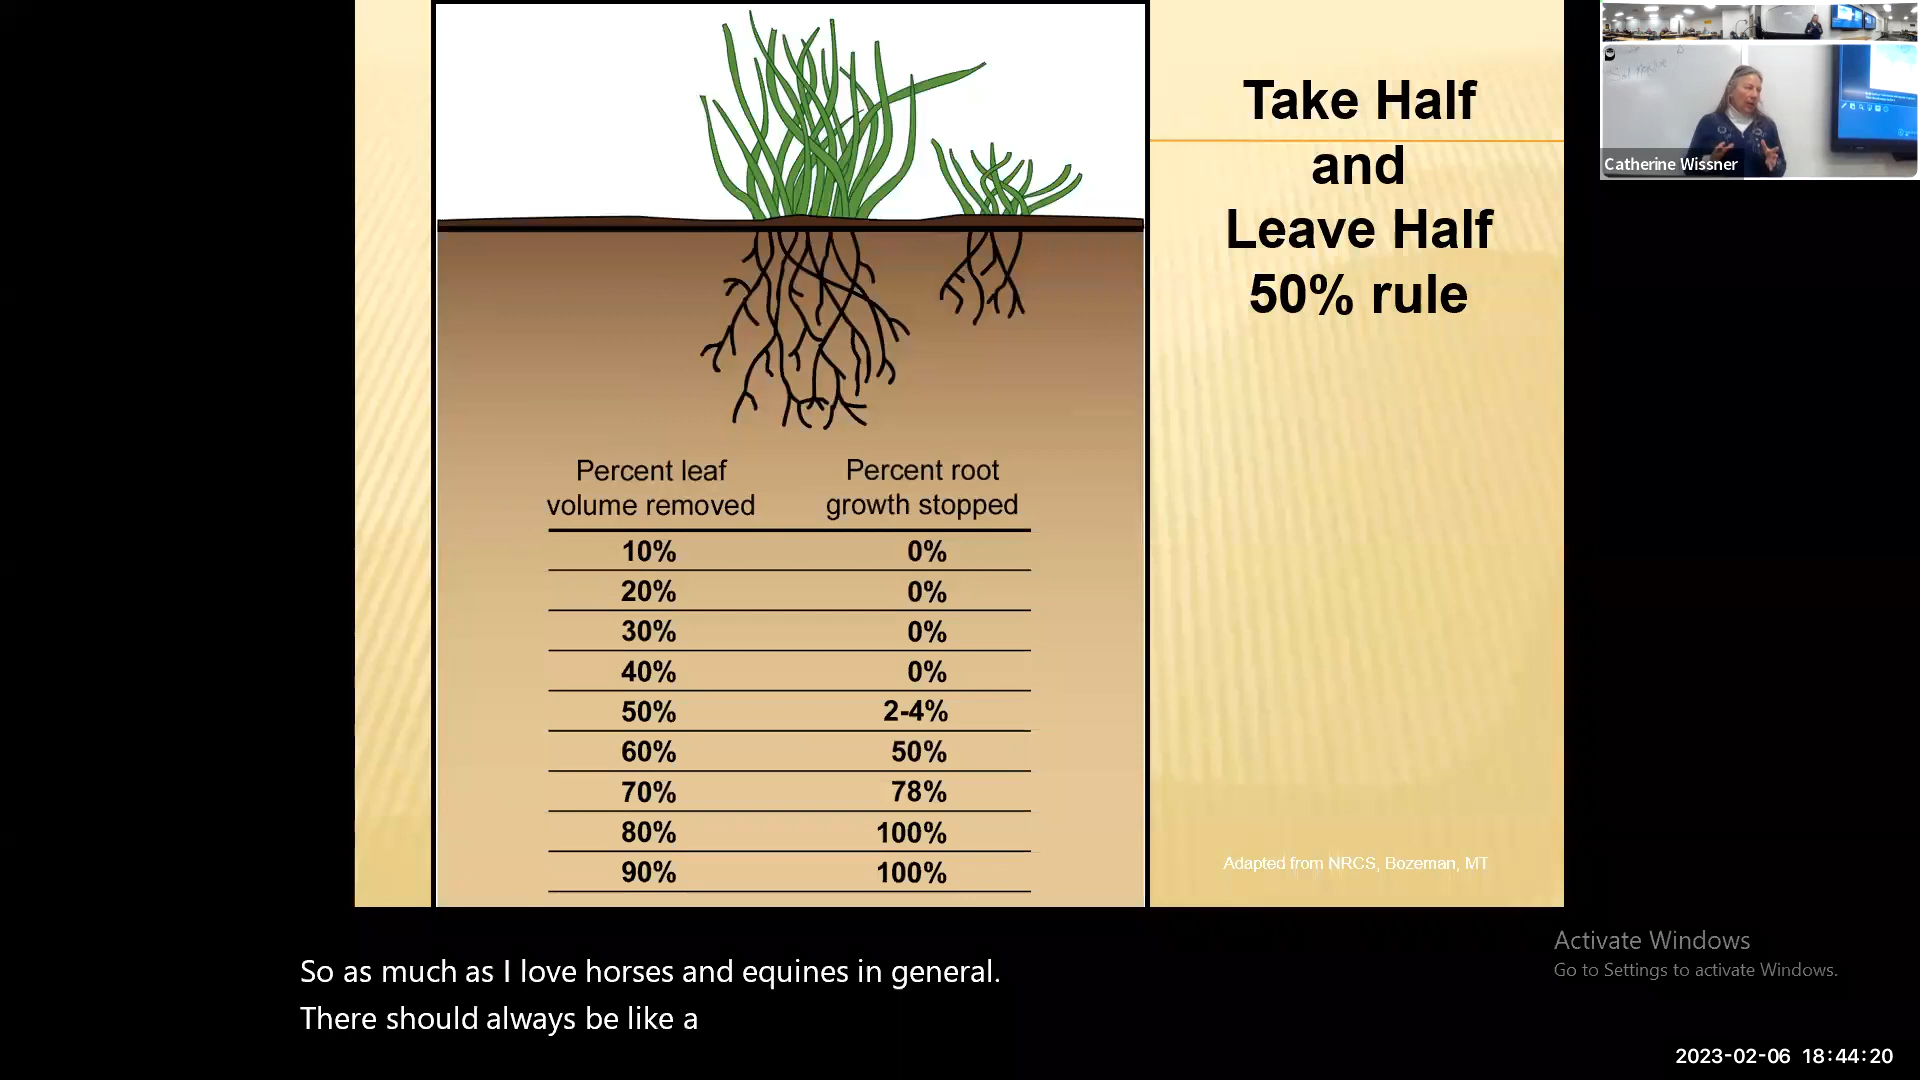 Take Half
and
Leave Half
50% rule
Percent leaf
volume removed
Percent root
growth stopped
10% 0%
20% 0%
30% 0%
40% 0%
50% 2-4%
60% 50%
70% 78%
80% 100%
90% 100%
Adapted from NRCS, Bozeman, MT
Catherine Wissner
So as much as I love horses and equines in general.
There should always be like a
Activate Windows
Go to Settings to activate Windows.
2023-02-06 18:44:20